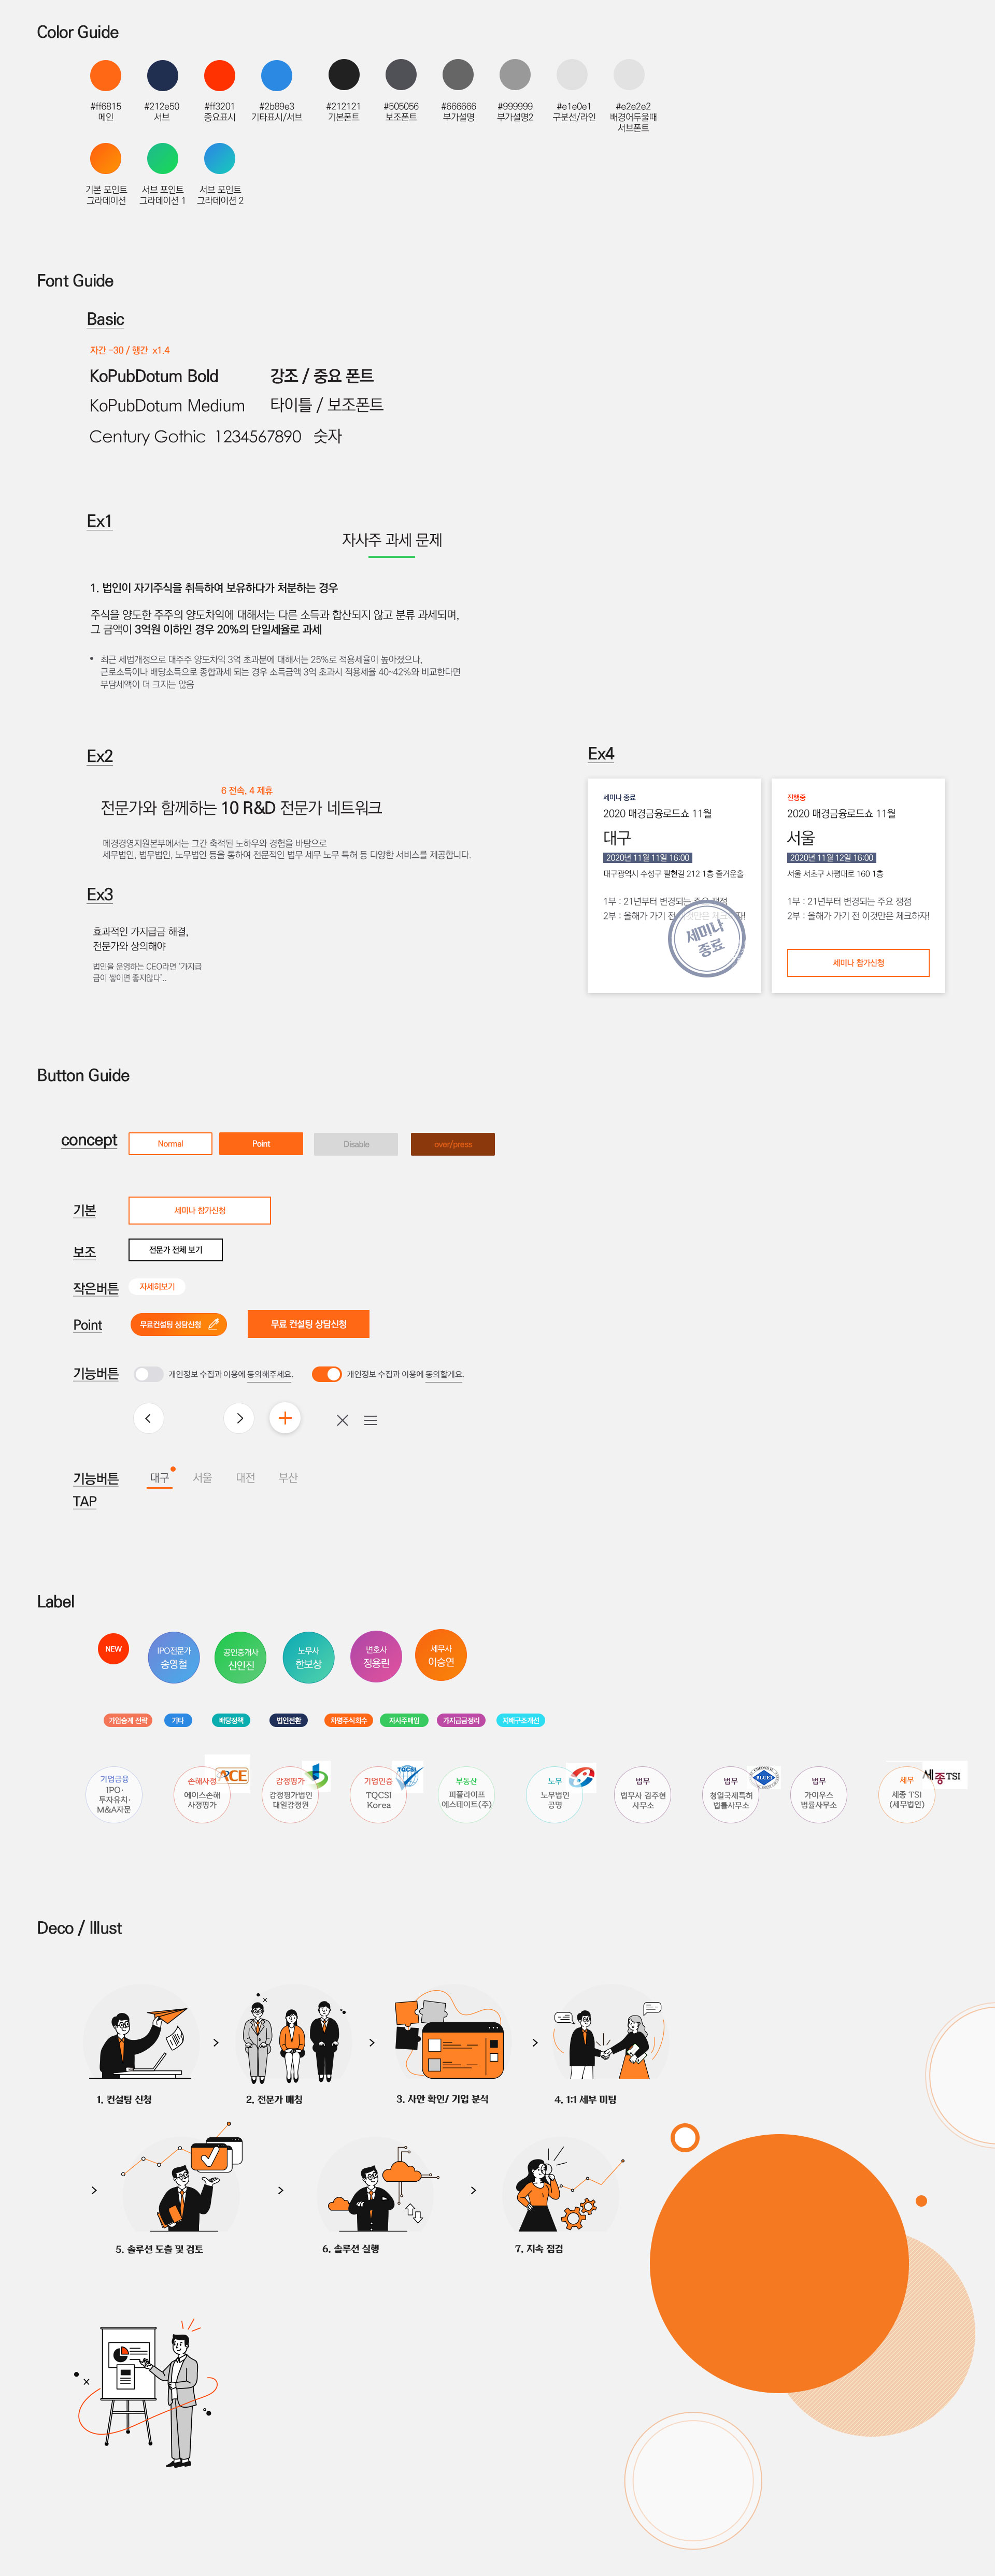 Color Guide
#ff6815
메인
#212e50
서브
#ff3201
중요표시
#2b89e3
기타표시/서브
#212121
기본폰트
#505056
보조폰트
#666666
부가설명
#999999
부가설명2
#e1e0e1
구분선/라인
#e2e2e2
배경어두울때
서브폰트
기본 포인트
그라데이션
서브 포인트
그라데이션 1
서브 포인트
그라데이션 2
Font Guide
Basic
자간 -30 / 행간 x1.4
KoPubDotum Bold 강조 / 중요 폰트
KoPubDotum Medium 타이틀 / 보조폰트
Century Gothic 1234567890 숫자
Ex1
자사주 과세 문제
1. 법인이 자기주식을 취득하여 보유하다가 처분하는 경우
주식을 양도한 주주의 양도차익에 대해서는 다른 소득과 합산되지 않고 분류 과세되며,
그 금액이 3억원 이하인 경우 20%의 단일세율로 과세
* 최근 세법개정으로 대주주 양도차익 3억 초과분에 대해서는 25%로 적용세율이 높아졌으나,
근로소득이나 배당소득으로 종합과세 되는 경우 소득금액 3억 초과시 적용세율 40~42%와 비교한다면
부담세액이 더 크지는 않음
Ex2
6 전속, 4 제휴
전문가와 함께하는 10 R&D 전문가 네트워크
메경경영지원본부에서는 그간 축적된 노하우와 경험을 바탕으로
세무법인, 법무법인, 노무법인 등을 통하여 전문적인 법무 세무 노무 특허 등 다양한 서비스를 제공합니다.
Ex3
효과적인 가지급금 해결,
전문가와 상의해야
법인을 운영하는 CEO라면 '가지급
금이 쌓이면 좋지않다'..
Ex4
세미나 종료
2020 매경금융로드쇼 11월
대구
2020년 11월 11일 16:00
대구광역시 수성구 팔현길 212 1층 즐거운울
1부 : 21년부터 변경되는 주요 쟁점
2부 : 올해가 가기 전 이것만은 체크하자!
세미나
종료
진행중
2020 매경금융로드쇼 11월
서울
2020년 11월 12일 16:00
서울 서초구 사평대로 160 1층
1부 : 21년부터 변경되는 주요 쟁점
2부 : 올해가 가기 전 이것만은 체크하자!
세미나 참가신청
Button Guide
concept
Normal
Point
Disable
over/press
기본
세미나 참가신청
보조
전문가 전체 보기
작은버튼
자세히보기
Point
무료컨설팅 상담신청
무료 컨설팅 상담신청
기능버튼
개인정보 수집과 이용에 동의해주세요.
개인정보 수집과 이용에 동의할게요.
기능버튼
TAP
대구
서울
대전
부산
Label
NEW
IPO전문가
송명철
공인중개사
신인진
노무사
한보상
변호사
정용린
세무사
이승연
기업승계 전략
기타
배당정책
법인전환
차명주식회수
자사주매입
가지급금정리
지배구조개선
기업금융
IPO·
투자유치·
M&A자문
손해사정
에이스손해
사정평가
ACE
감정평가
감정평가법인
대일감정원
기업인증
TQCSI
Korea
TQCSI
부동산
피플라이프
에스테이트(주)
노무
노무법인
공명
법무
법무사 김주현
사무소
법무
청일국제특허
법률사무소
BLUE
법무
가이우스
법률사무소
세무
세종 TSI
(세무법인)
세종TSI
Deco / Illust
1. 컨설팅 신청
2. 전문가 매칭
3. 사안 확인/ 기업 분석
4. 1:1 세부 미팅
5. 솔루션 도출 및 검토
6. 솔루션 실행
7. 지속 점검